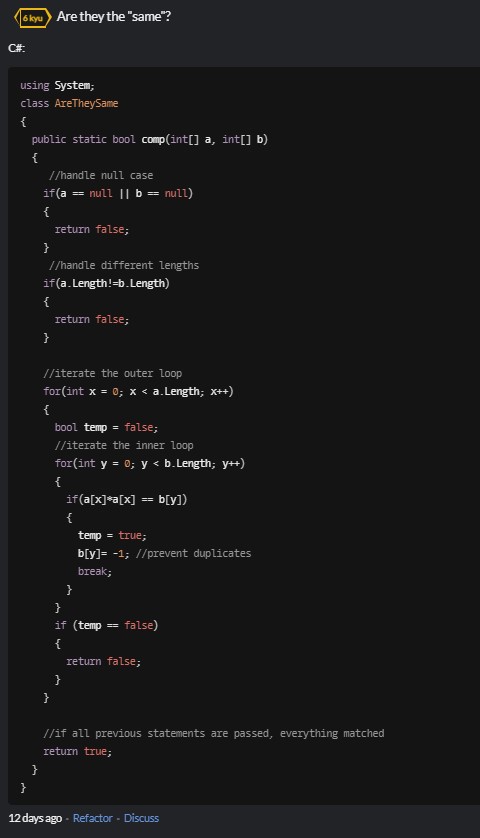 6 kyu Are they the "same"?
C#:
using System;
class AreTheySame
{
  public static bool comp(int[] a, int[] b)
  {
     //handle null case
    if(a == null || b == null)
    {
      return false;
    }
     //handle different lengths
    if(a.Length!=b.Length)
    {
      return false;
    }

    //iterate the outer loop
    for(int x = 0; x < a.Length; x++)
    {
      bool temp = false;
      //iterate the inner loop
      for(int y = 0; y < b.Length; y++)
      {
        if(a[x]*a[x] == b[y])
        {
          temp = true;
          b[y]= -1; //prevent duplicates
          break;
        }
      }
      if (temp == false)
      {
        return false;
      }
    }

    //if all previous statements are passed, everything matched
    return true;
  }
}
12 days ago - Refactor - Discuss